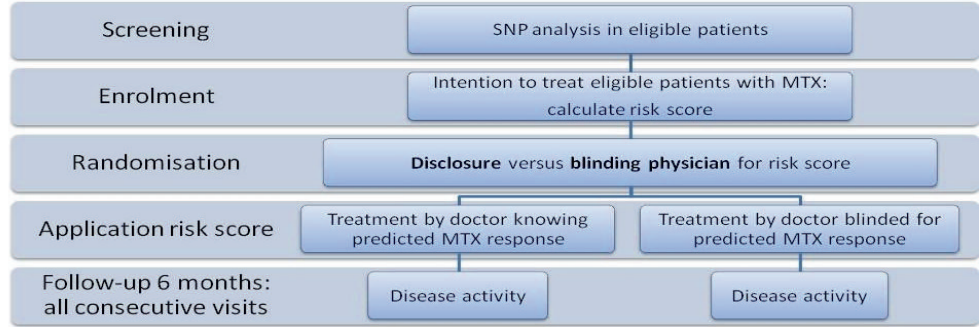 Screening
SNP analysis in eligible patients
Enrolment
Intention to treat eligible patients with MTX:
calculate risk score
Randomisation
Disclosure versus blinding physician for risk score
Application risk score
Treatment by doctor knowing
predicted MTX response
Treatment by doctor blinded for
predicted MTX response
Follow-up 6 months:
all consecutive visits
Disease activity
Disease activity